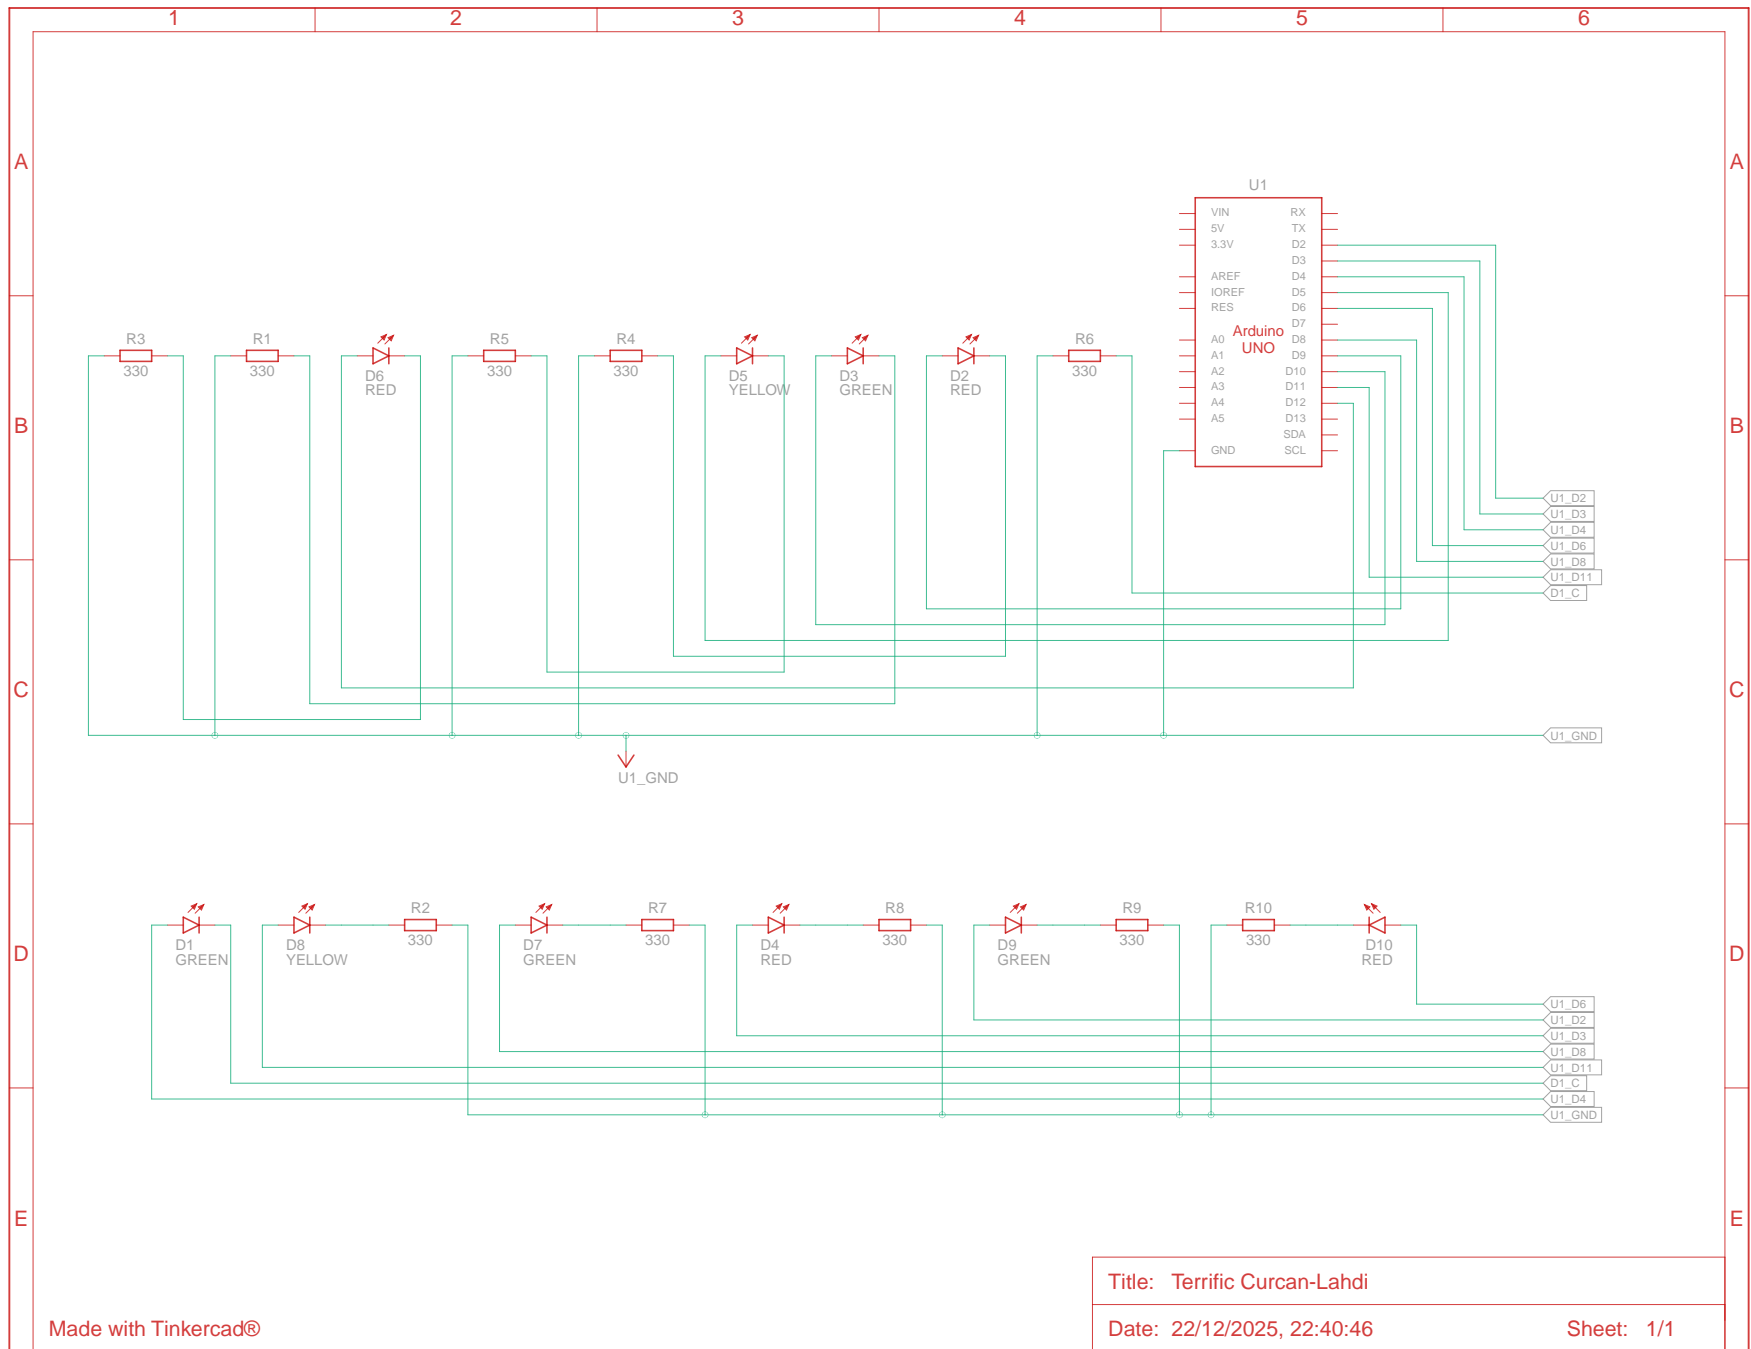 1 2 3 4 5 6
A A
U1
VIN RX
5V TX
3.3V D2
D3
AREF D4
IOREF D5
RES D6
D7
Arduino
UNO
A0 D8
A1 D9
A2 D10
A3 D11
A4 D12
A5 D13
SDA
GND SCL
R3 R1 R5 R4 R6
330 330 330 330 330
D6 D5 D3 D2
RED YELLOW GREEN RED
B B
U1_D2
U1_D3
U1_D4
U1_D6
U1_D8
U1_D11
D1_C
C C
U1_GND
U1_GND
R2 R7 R8 R9 R10
330 330 330 330 330
D1 D8 D7 D4 D9 D10
GREEN YELLOW GREEN RED GREEN RED
D D
U1_D6
U1_D2
U1_D3
U1_D8
U1_D11
D1_C
U1_D4
U1_GND
E E
Title: Terrific Curcan-Lahdi
Made with Tinkercad®
Date: 22/12/2025, 22:40:46 Sheet: 1/1